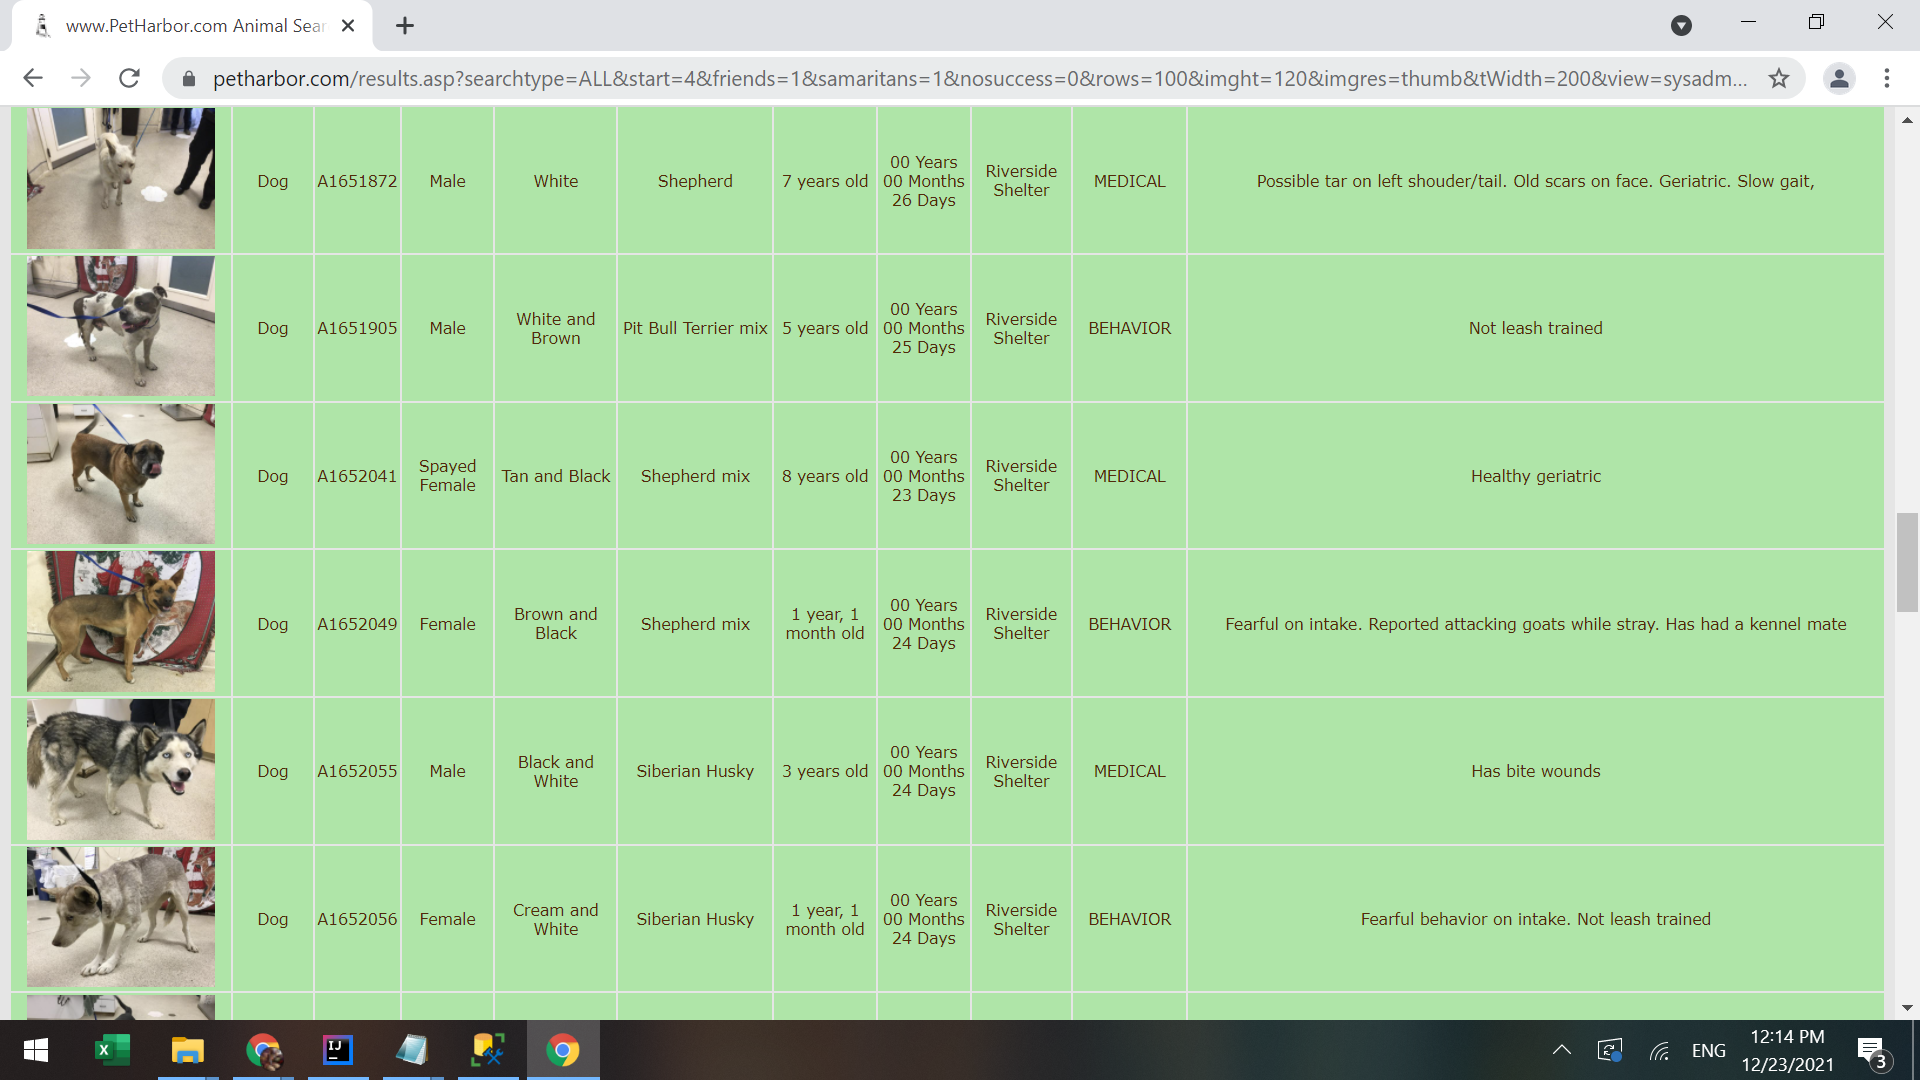 www.PetHarbor.com Animal Sear
petharbor.com/results.asp?searchtype=ALL&start=4&friends=1&samaritans=1&nosuccess=0&rows=100&imght=120&imgres=thumb&tWidth=200&view=sysadm...
Dog
A1651872
Male
White
Shepherd
7 years old
00 Years
00 Months
26 Days
Riverside
Shelter
MEDICAL
Possible tar on left shouder/tail. Old scars on face. Geriatric. Slow gait,
Dog
A1651905
Male
White and
Brown
Pit Bull Terrier mix
5 years old
00 Years
00 Months
25 Days
Riverside
Shelter
BEHAVIOR
Not leash trained
Dog
A1652041
Spayed
Female
Tan and Black
Shepherd mix
8 years old
00 Years
00 Months
23 Days
Riverside
Shelter
MEDICAL
Healthy geriatric
Dog
A1652049
Female
Brown and
Black
Shepherd mix
1 year, 1
month old
00 Years
00 Months
24 Days
Riverside
Shelter
BEHAVIOR
Fearful on intake. Reported attacking goats while stray. Has had a kennel mate
Dog
A1652055
Male
Black and
White
Siberian Husky
3 years old
00 Years
00 Months
24 Days
Riverside
Shelter
MEDICAL
Has bite wounds
Dog
A1652056
Female
Cream and
White
Siberian Husky
1 year, 1
month old
00 Years
00 Months
24 Days
Riverside
Shelter
BEHAVIOR
Fearful behavior on intake. Not leash trained
X
IJ
ENG
12:14 PM
12/23/2021
3